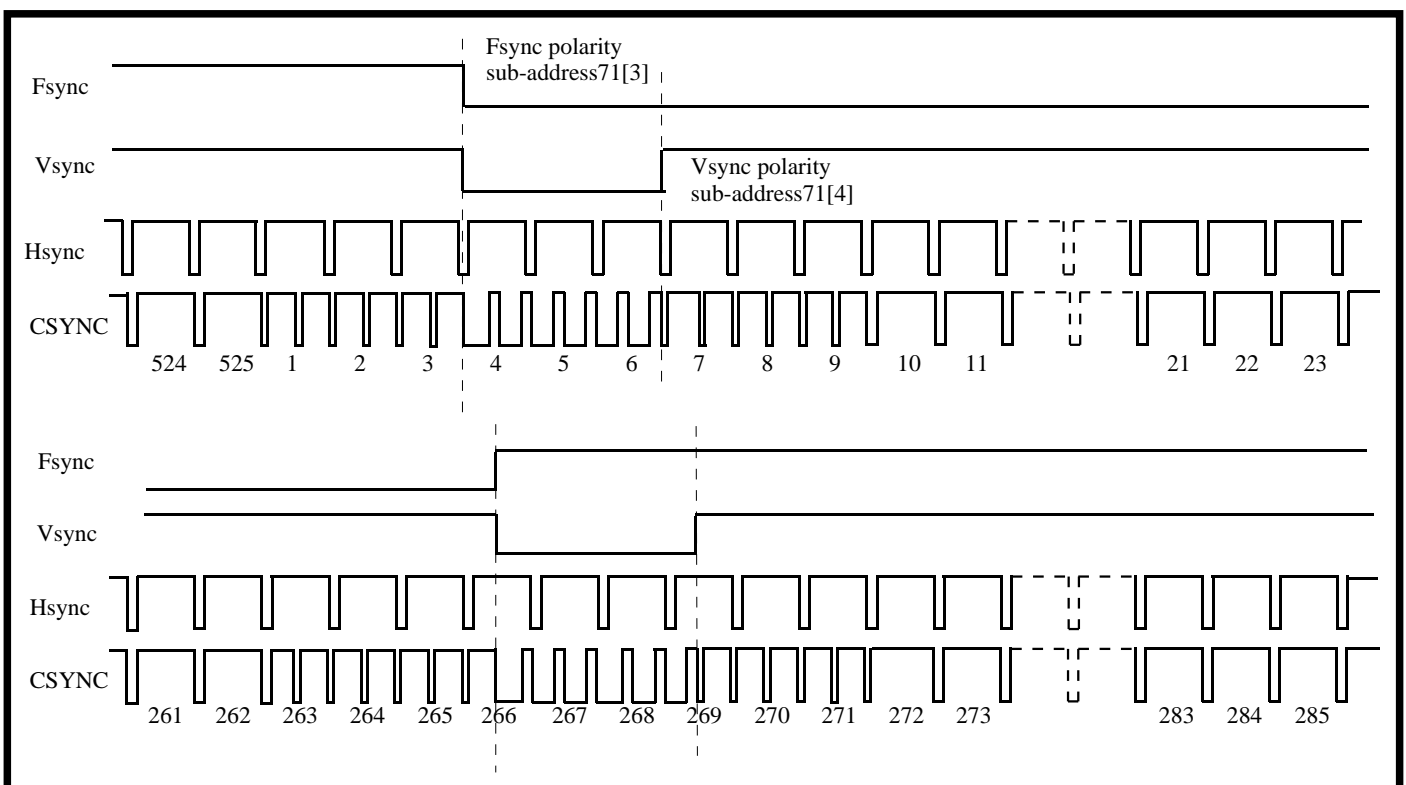 Fsync polarity
sub-address71[3]
Fsync
Vsync
Vsync polarity
sub-address71[4]
Hsync
CSYNC
524 525 1 2 3 4 5 6 7 8 9 10 11 21 22 23
Fsync
Vsync
Hsync
CSYNC
261 262 263 264 265 266 267 268 269 270 271 272 273 283 284 285